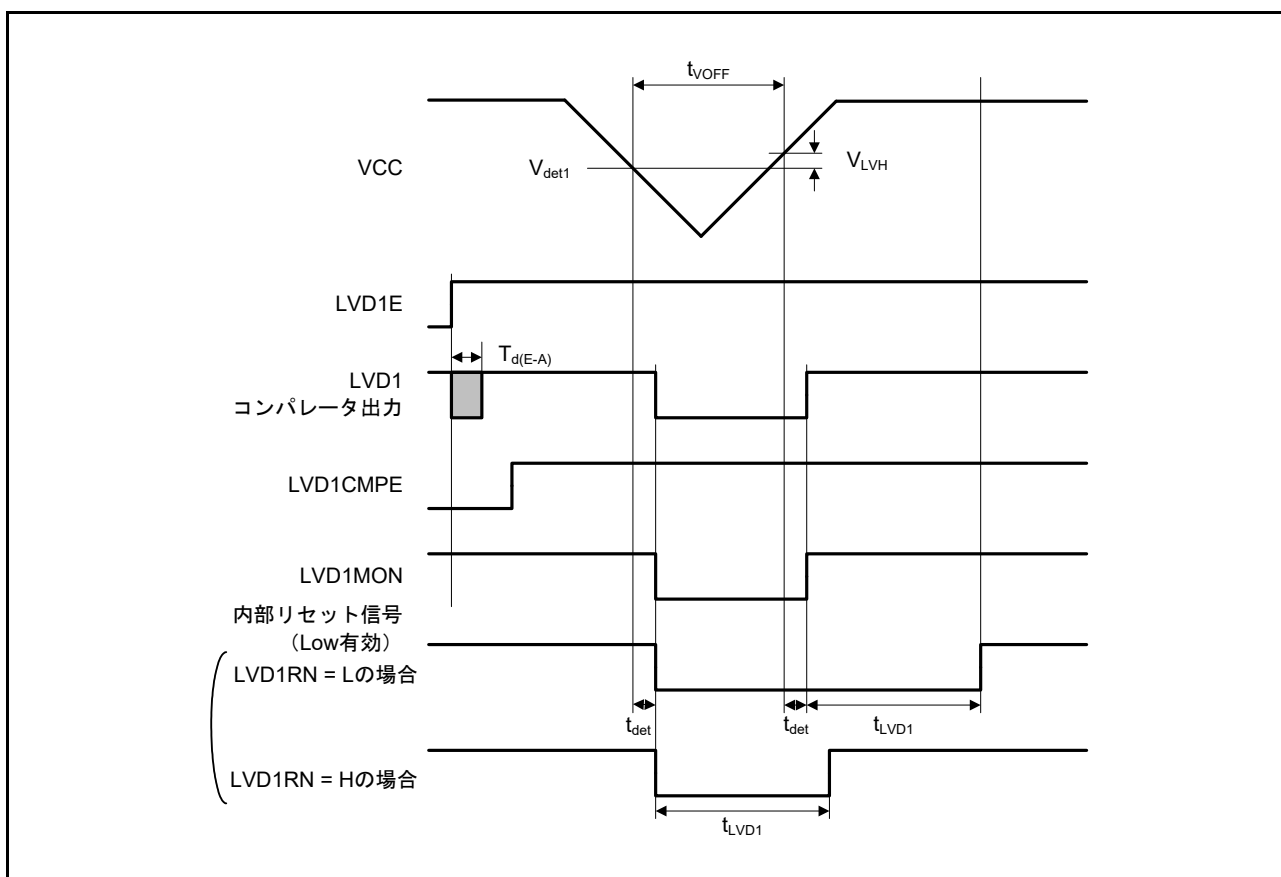 tVOFF
VCC
Vdet1
VLVH
LVD1E
Td(E-A)
LVD1
コンパレータ出力
LVD1CMPE
LVD1MON
内部リセット信号
(Low有効)
LVD1RN = Lの場合
tdet
tdet
tLVD1
LVD1RN = Hの場合
tLVD1